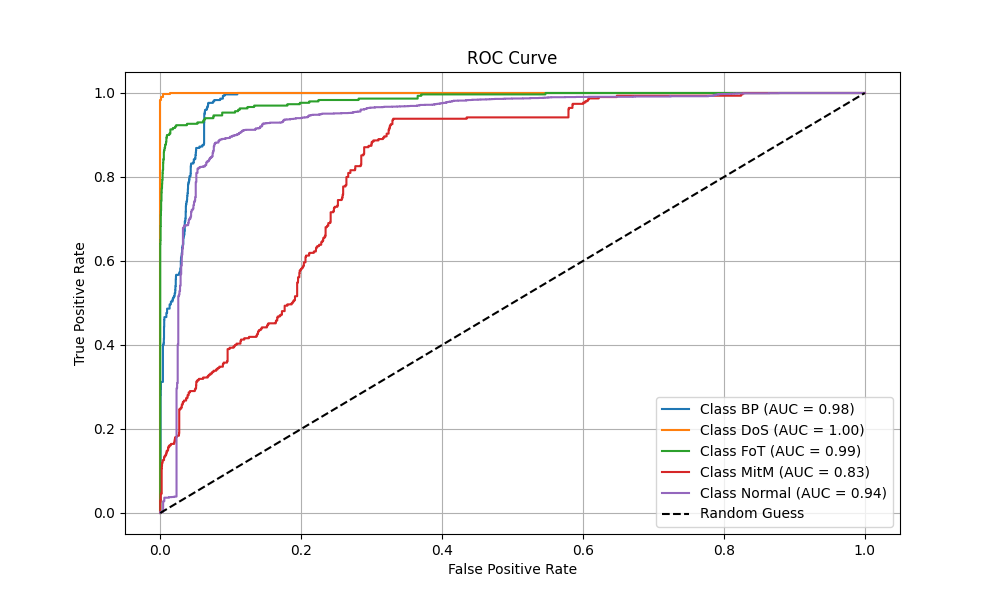 ROC Curve
True Positive Rate
1.0
0.8
0.6
0.4
0.2
0.0
Class BP (AUC = 0.98)
Class DoS (AUC = 1.00)
Class FoT (AUC = 0.99)
Class MitM (AUC = 0.83)
Class Normal (AUC = 0.94)
Random Guess
0.0 0.2 0.4 0.6 0.8 1.0
False Positive Rate